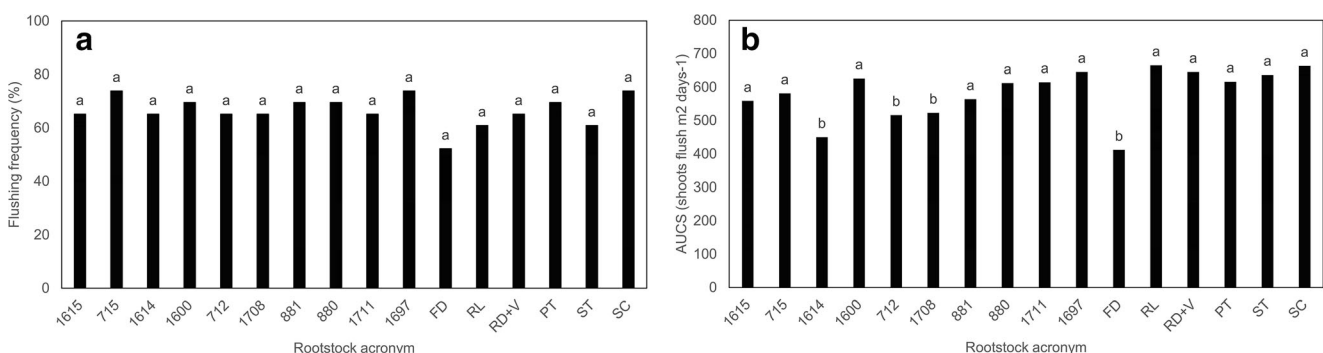 a
Flushing frequency (%)
100
80
60
40
20
0
a a a a a a a a a a a a a a a a
1615 715 1614 1600 712 1708 881 880 1711 1697 FD RL RD+V PT ST SC
Rootstock acronym
b
AUCS (shoots flush m2 days-1)
800
700
600
500
400
300
200
100
0
a a b a b b a a a a b a a a a a
1615 715 1614 1600 712 1708 881 880 1711 1697 FD RL RD+V PT ST SC
Rootstock acronym